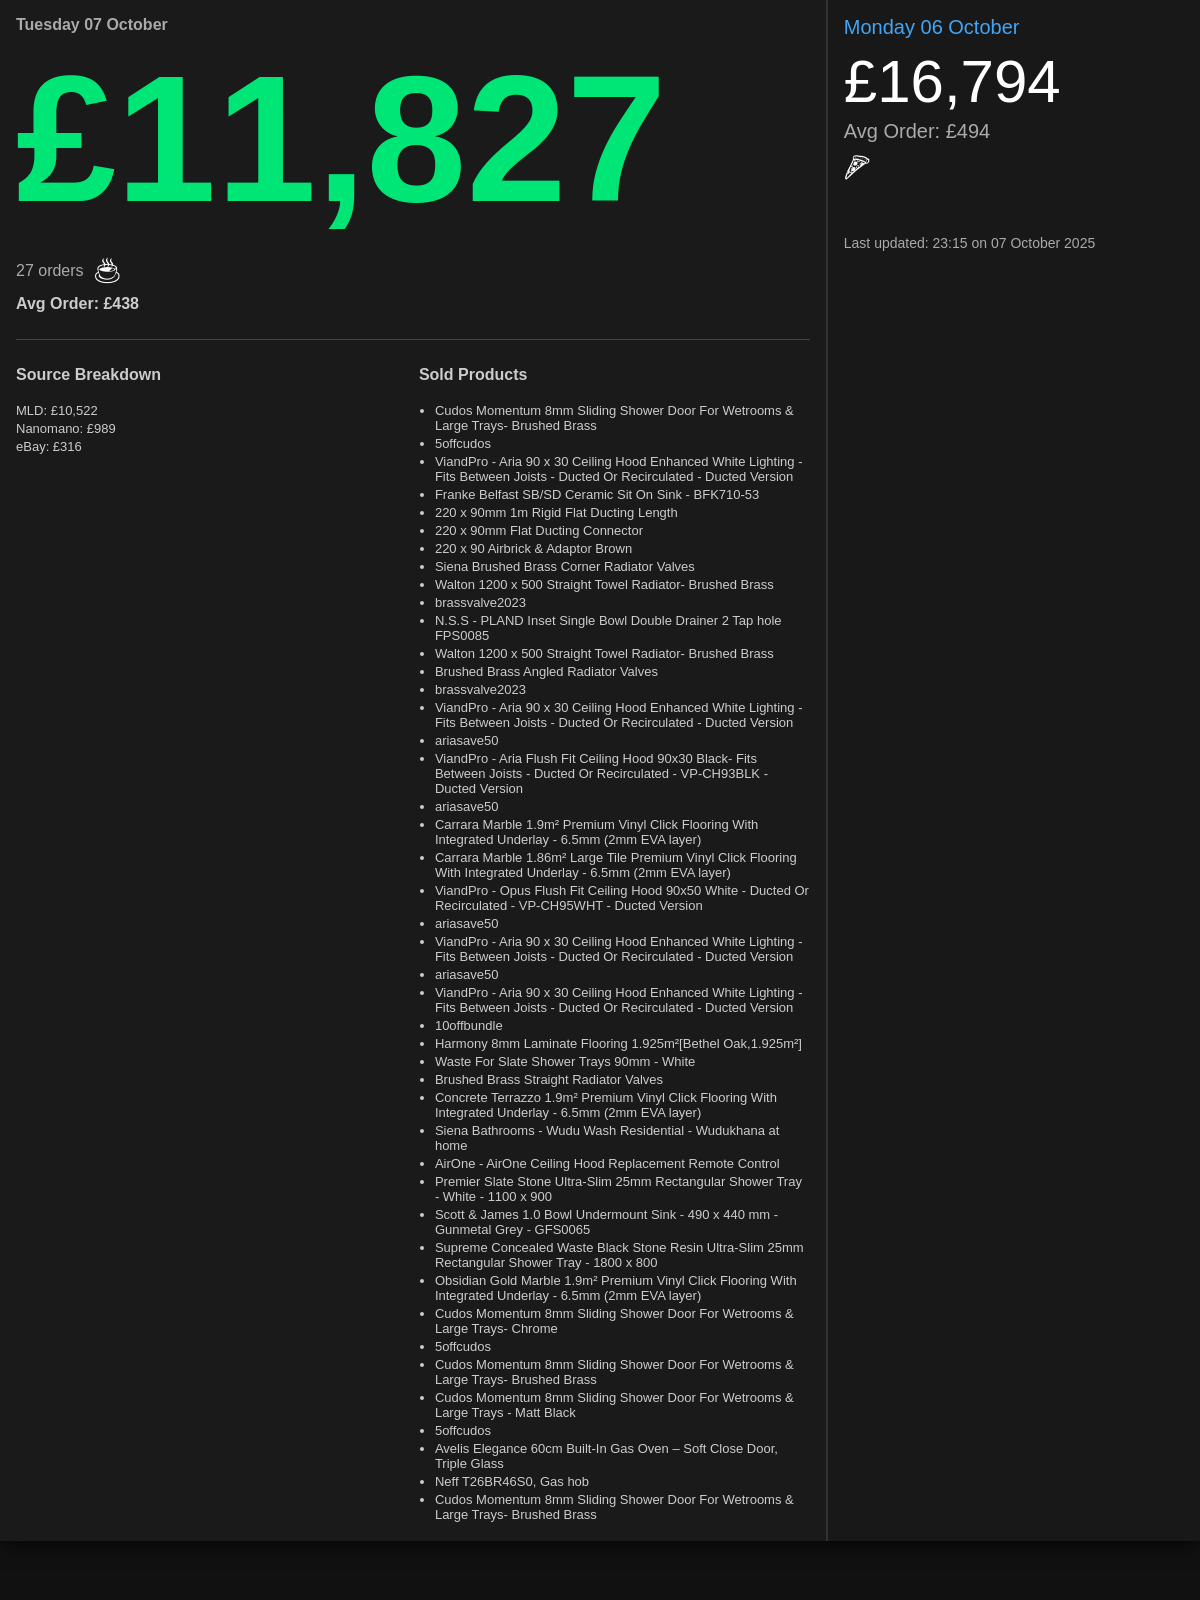 Tuesday 07 October
£11,827
27 orders
Avg Order: £438
Source Breakdown
MLD: £10,522
Nanomano: £989
eBay: £316
Sold Products
Cudos Momentum 8mm Sliding Shower Door For Wetrooms &
Large Trays- Brushed Brass
5offcudos
ViandPro - Aria 90 x 30 Ceiling Hood Enhanced White Lighting -
Fits Between Joists - Ducted Or Recirculated - Ducted Version
Franke Belfast SB/SD Ceramic Sit On Sink - BFK710-53
220 x 90mm 1m Rigid Flat Ducting Length
220 x 90mm Flat Ducting Connector
220 x 90 Airbrick & Adaptor Brown
Siena Brushed Brass Corner Radiator Valves
Walton 1200 x 500 Straight Towel Radiator- Brushed Brass
brassvalve2023
N.S.S - PLAND Inset Single Bowl Double Drainer 2 Tap hole
FPS0085
Walton 1200 x 500 Straight Towel Radiator- Brushed Brass
Brushed Brass Angled Radiator Valves
brassvalve2023
ViandPro - Aria 90 x 30 Ceiling Hood Enhanced White Lighting -
Fits Between Joists - Ducted Or Recirculated - Ducted Version
ariasave50
ViandPro - Aria Flush Fit Ceiling Hood 90x30 Black- Fits
Between Joists - Ducted Or Recirculated - VP-CH93BLK -
Ducted Version
ariasave50
Carrara Marble 1.9m² Premium Vinyl Click Flooring With
Integrated Underlay - 6.5mm (2mm EVA layer)
Carrara Marble 1.86m² Large Tile Premium Vinyl Click Flooring
With Integrated Underlay - 6.5mm (2mm EVA layer)
ViandPro - Opus Flush Fit Ceiling Hood 90x50 White - Ducted Or
Recirculated - VP-CH95WHT - Ducted Version
ariasave50
ViandPro - Aria 90 x 30 Ceiling Hood Enhanced White Lighting -
Fits Between Joists - Ducted Or Recirculated - Ducted Version
ariasave50
ViandPro - Aria 90 x 30 Ceiling Hood Enhanced White Lighting -
Fits Between Joists - Ducted Or Recirculated - Ducted Version
10offbundle
Harmony 8mm Laminate Flooring 1.925m²[Bethel Oak,1.925m²]
Waste For Slate Shower Trays 90mm - White
Brushed Brass Straight Radiator Valves
Concrete Terrazzo 1.9m² Premium Vinyl Click Flooring With
Integrated Underlay - 6.5mm (2mm EVA layer)
Siena Bathrooms - Wudu Wash Residential - Wudukhana at
home
AirOne - AirOne Ceiling Hood Replacement Remote Control
Premier Slate Stone Ultra-Slim 25mm Rectangular Shower Tray
- White - 1100 x 900
Scott & James 1.0 Bowl Undermount Sink - 490 x 440 mm -
Gunmetal Grey - GFS0065
Supreme Concealed Waste Black Stone Resin Ultra-Slim 25mm
Rectangular Shower Tray - 1800 x 800
Obsidian Gold Marble 1.9m² Premium Vinyl Click Flooring With
Integrated Underlay - 6.5mm (2mm EVA layer)
Cudos Momentum 8mm Sliding Shower Door For Wetrooms &
Large Trays- Chrome
5offcudos
Cudos Momentum 8mm Sliding Shower Door For Wetrooms &
Large Trays- Brushed Brass
Cudos Momentum 8mm Sliding Shower Door For Wetrooms &
Large Trays - Matt Black
5offcudos
Avelis Elegance 60cm Built-In Gas Oven – Soft Close Door,
Triple Glass
Neff T26BR46S0, Gas hob
Cudos Momentum 8mm Sliding Shower Door For Wetrooms &
Large Trays- Brushed Brass
Monday 06 October
£16,794
Avg Order: £494
Last updated: 23:15 on 07 October 2025